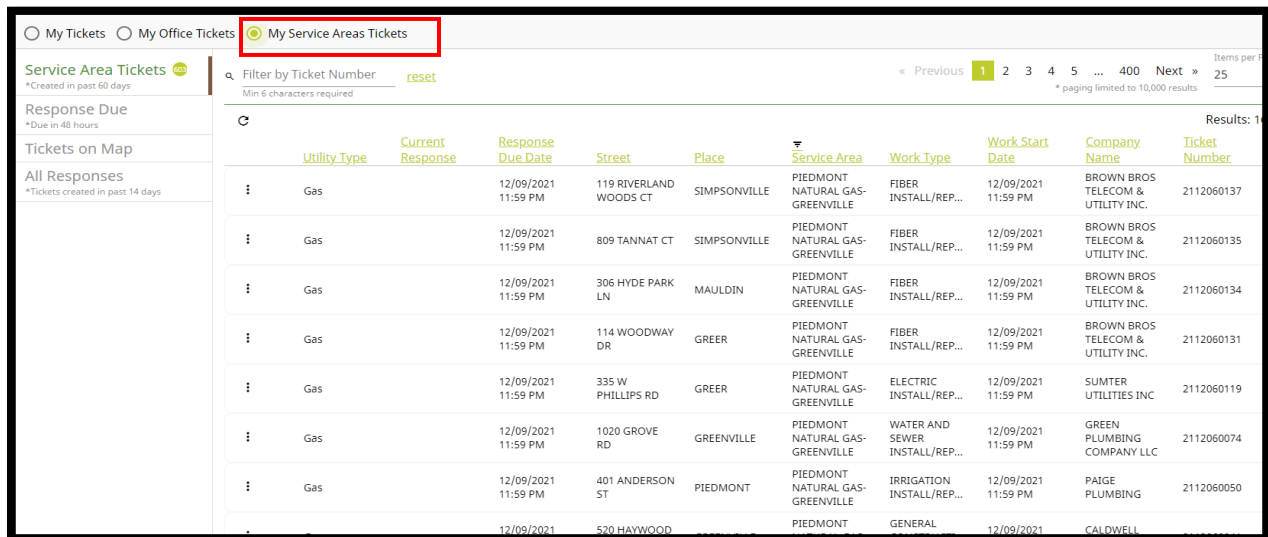 My Tickets My Office Tickets My Service Areas Tickets
Service Area Tickets 603
*Created in past 60 days
Response Due
*Due in 48 hours
Tickets on Map
All Responses
*Tickets created in past 14 days
Filter by Ticket Number reset
Min 6 characters required
« Previous 1 2 3 4 5 ... 400 Next »
* paging limited to 10,000 results
Items per
25
Results:
Utility Type Current Response Response Due Date Street Place Service Area Work Type Work Start Date Company Name Ticket Number
Gas 12/09/2021 11:59 PM 119 RIVERLAND WOODS CT SIMPSONVILLE PIEDMONT NATURAL GAS-GREENVILLE FIBER INSTALL/REP... 12/09/2021 11:59 PM BROWN BROS TELECOM & UTILITY INC. 2112060137
Gas 12/09/2021 11:59 PM 809 TANNAT CT SIMPSONVILLE PIEDMONT NATURAL GAS-GREENVILLE FIBER INSTALL/REP... 12/09/2021 11:59 PM BROWN BROS TELECOM & UTILITY INC. 2112060135
Gas 12/09/2021 11:59 PM 306 HYDE PARK LN MAULDIN PIEDMONT NATURAL GAS-GREENVILLE FIBER INSTALL/REP... 12/09/2021 11:59 PM BROWN BROS TELECOM & UTILITY INC. 2112060134
Gas 12/09/2021 11:59 PM 114 WOODWAY DR GREER PIEDMONT NATURAL GAS-GREENVILLE FIBER INSTALL/REP... 12/09/2021 11:59 PM BROWN BROS TELECOM & UTILITY INC. 2112060131
Gas 12/09/2021 11:59 PM 335 W PHILLIPS RD GREER PIEDMONT NATURAL GAS-GREENVILLE ELECTRIC INSTALL/REP... 12/09/2021 11:59 PM SUMTER UTILITIES INC 2112060119
Gas 12/09/2021 11:59 PM 1020 GROVE RD GREENVILLE PIEDMONT NATURAL GAS-GREENVILLE WATER AND SEWER INSTALL/REP... 12/09/2021 11:59 PM GREEN PLUMBING COMPANY LLC 2112060074
Gas 12/09/2021 11:59 PM 401 ANDERSON ST PIEDMONT PIEDMONT NATURAL GAS-GREENVILLE IRRIGATION INSTALL/REP... 12/09/2021 11:59 PM PAIGE PLUMBING 2112060050
12/09/2021 520 HAYWOOD PIEDMONT GENERAL 12/09/2021 CALDWELL